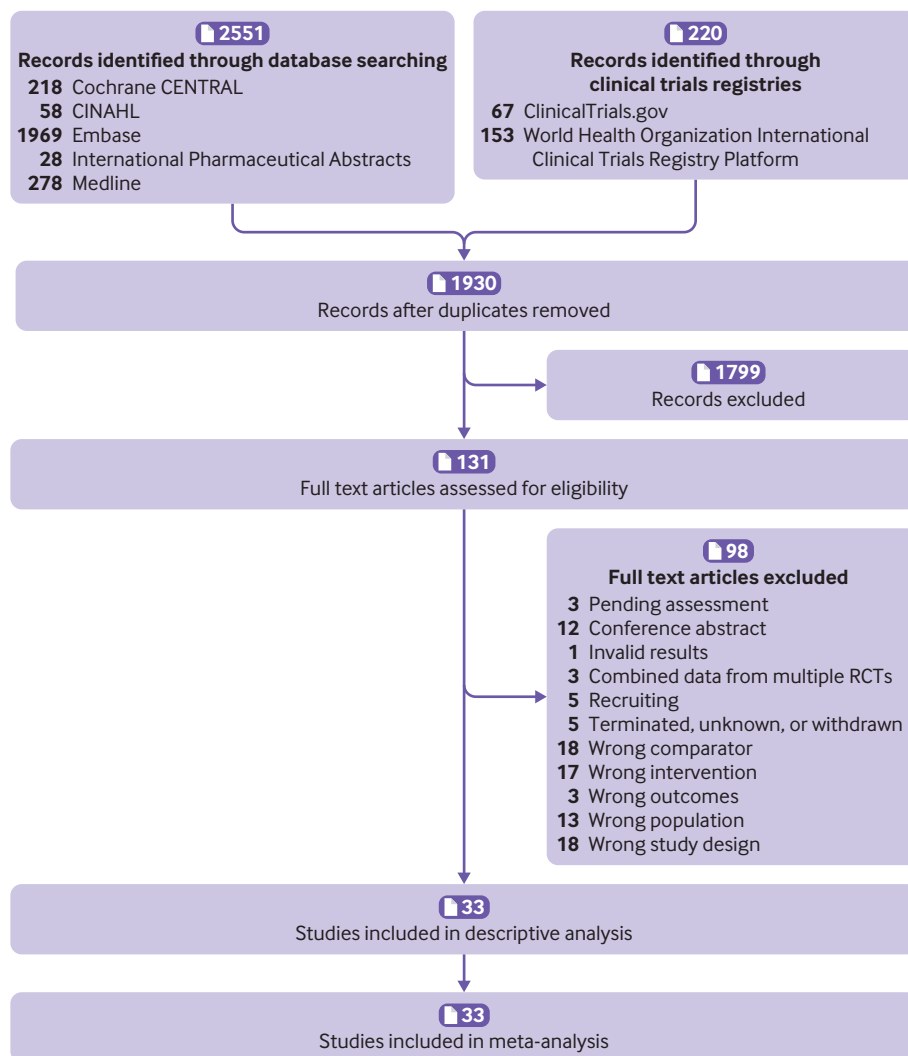 2551
Records identified through database searching
218 Cochrane CENTRAL
58 CINAHL
1969 Embase
28 International Pharmaceutical Abstracts
278 Medline
220
Records identified through
clinical trials registries
67 ClinicalTrials.gov
153 World Health Organization International
Clinical Trials Registry Platform
1930
Records after duplicates removed
1799
Records excluded
131
Full text articles assessed for eligibility
98
Full text articles excluded
3 Pending assessment
12 Conference abstract
1 Invalid results
3 Combined data from multiple RCTs
5 Recruiting
5 Terminated, unknown, or withdrawn
18 Wrong comparator
17 Wrong intervention
3 Wrong outcomes
13 Wrong population
18 Wrong study design
33
Studies included in descriptive analysis
33
Studies included in meta-analysis